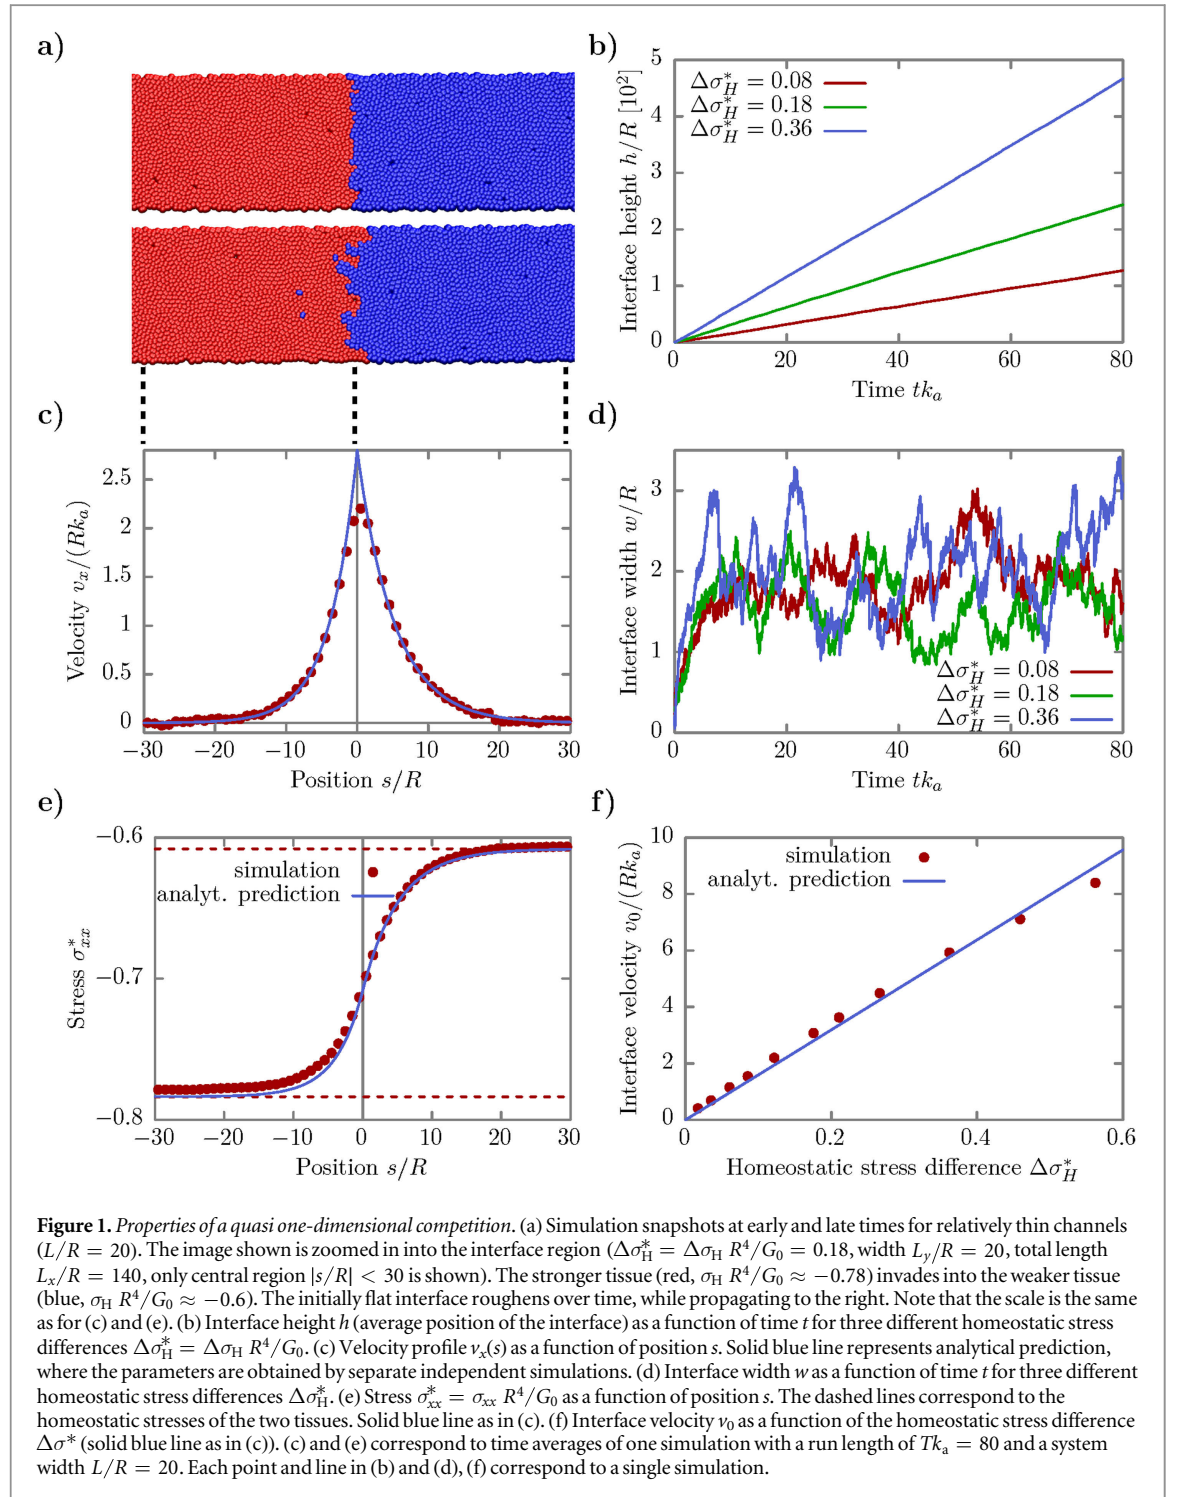 a)
b)
Interface height h/R [10²]
5
4
3
2
1
0
Δσ*_H = 0.08
Δσ*_H = 0.18
Δσ*_H = 0.36
0 20 40 60 80
Time tk_a
c)
Velocity v_x/(Rk_a)
2.5
2
1.5
1
0.5
0
−30 −20 −10 0 10 20 30
Position s/R
d)
Interface width w/R
3
2
1
0
Δσ*_H = 0.08
Δσ*_H = 0.18
Δσ*_H = 0.36
0 20 40 60 80
Time tk_a
e)
Stress σ*_xx
−0.6
−0.7
−0.8
simulation
analyt. prediction
−30 −20 −10 0 10 20 30
Position s/R
f)
Interface velocity v_0/(Rk_a)
10
8
6
4
2
0
simulation
analyt. prediction
0 0.2 0.4 0.6
Homeostatic stress difference Δσ*_H
Figure 1. Properties of a quasi one-dimensional competition. (a) Simulation snapshots at early and late times for relatively thin channels
(L/R = 20). The image shown is zoomed in into the interface region (Δσ*_H = Δσ_H R⁴/G_0 = 0.18, width L_y/R = 20, total length
L_x/R = 140, only central region |s/R| < 30 is shown). The stronger tissue (red, σ_H R⁴/G_0 ≈ −0.78) invades into the weaker tissue
(blue, σ_H R⁴/G_0 ≈ −0.6). The initially flat interface roughens over time, while propagating to the right. Note that the scale is the same
as for (c) and (e). (b) Interface height h (average position of the interface) as a function of time t for three different homeostatic stress
differences Δσ*_H = Δσ_H R⁴/G_0. (c) Velocity profile v_x(s) as a function of position s. Solid blue line represents analytical prediction,
where the parameters are obtained by separate independent simulations. (d) Interface width w as a function of time t for three different
homeostatic stress differences Δσ*_H. (e) Stress σ*_xx = σ_xx R⁴/G_0 as a function of position s. The dashed lines correspond to the
homeostatic stresses of the two tissues. Solid blue line as in (c). (f) Interface velocity v_0 as a function of the homeostatic stress difference
Δσ* (solid blue line as in (c)). (c) and (e) correspond to time averages of one simulation with a run length of Tk_a = 80 and a system
width L/R = 20. Each point and line in (b) and (d), (f) correspond to a single simulation.